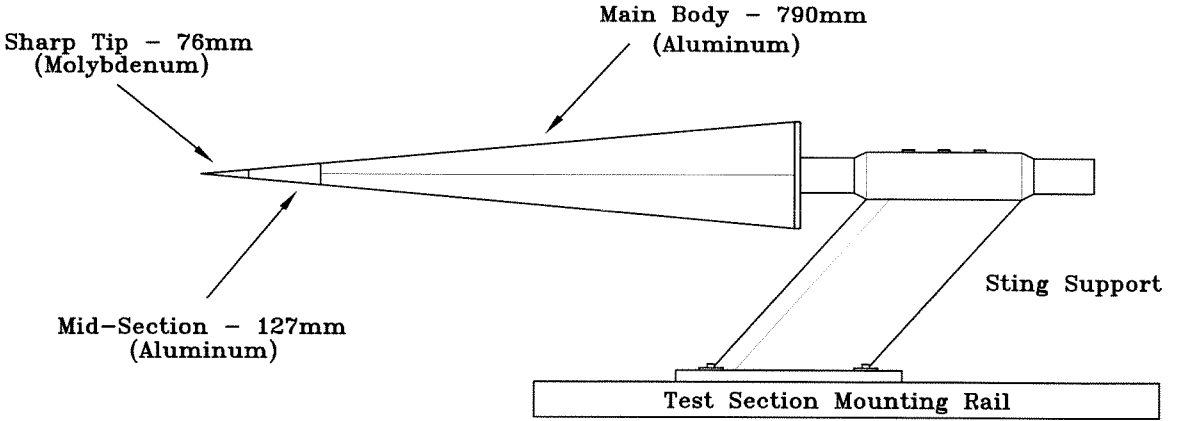 Main Body - 790mm
(Aluminum)
Sharp Tip - 76mm
(Molybdenum)
Sting Support
Mid-Section - 127mm
(Aluminum)
Test Section Mounting Rail